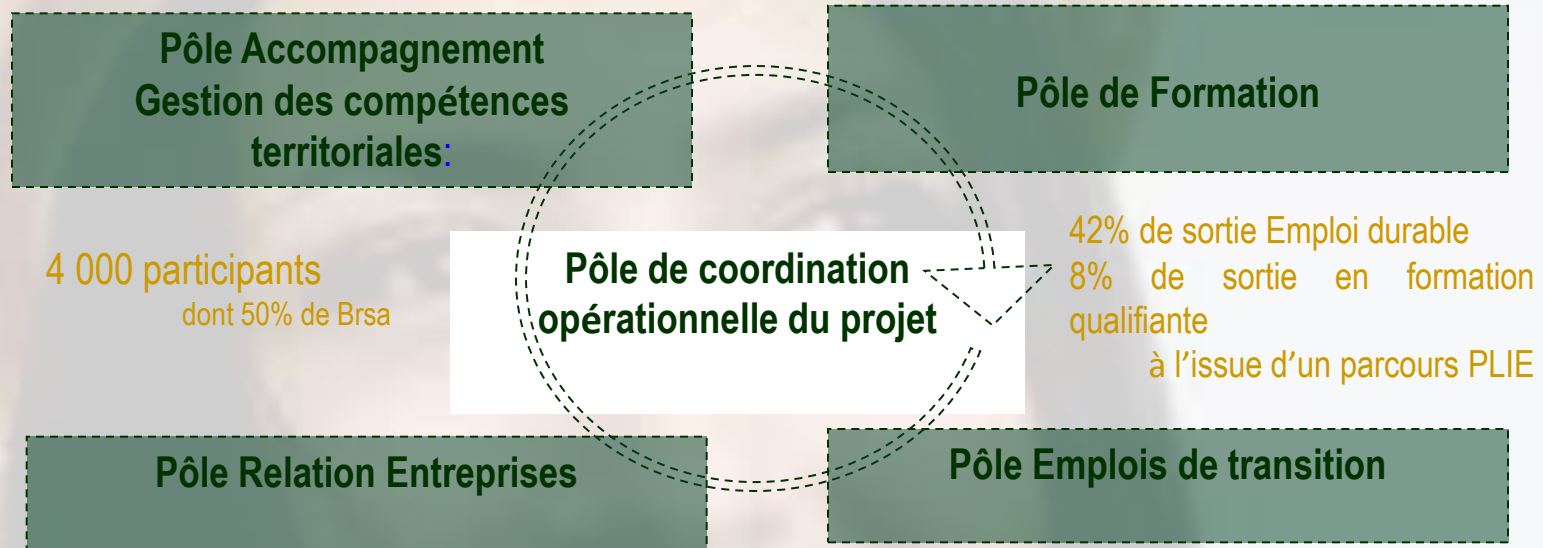 Pôle Accompagnement
Gestion des compétences
territoriales:
Pôle de Formation
4 000 participants
dont 50% de Brsa
Pôle de coordination
opérationnelle du projet
42% de sortie Emploi durable
8% de sortie en formation
qualifiante
à l’issue d’un parcours PLIE
Pôle Relation Entreprises
Pôle Emplois de transition